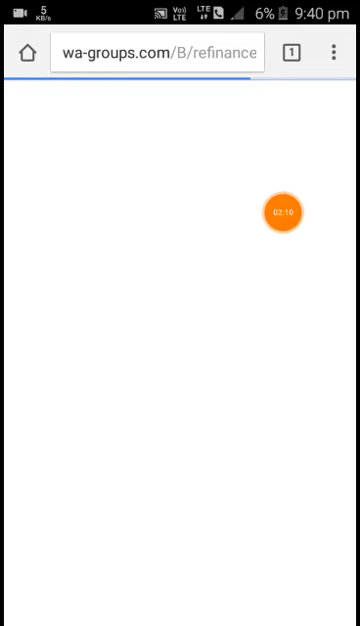 5
KB/s
Vo))
LTE
LTE
6%
9:40 pm
wa-groups.com/B/refinance
1
02:10